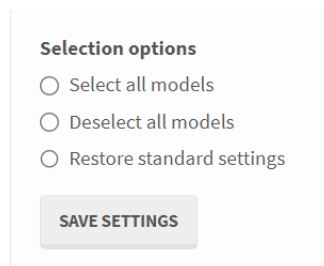 Selection options
Select all models
Deselect all models
Restore standard settings
SAVE SETTINGS